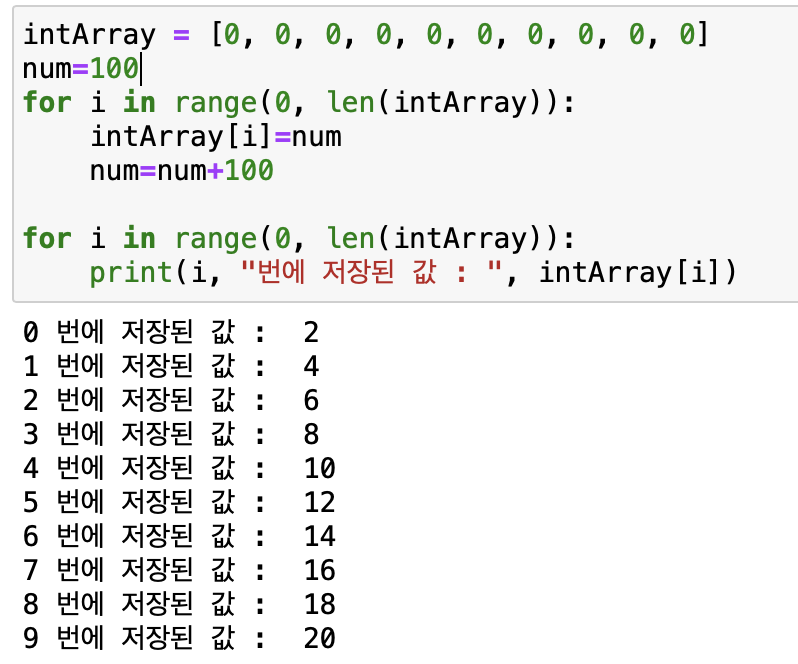 intArray = [0, 0, 0, 0, 0, 0, 0, 0, 0, 0]
num=100
for i in range(0, len(intArray)):
    intArray[i]=num
    num=num+100
for i in range(0, len(intArray)):
    print(i, "번에 저장된 값 : ", intArray[i])
0 번에 저장된 값 :  2
1 번에 저장된 값 :  4
2 번에 저장된 값 :  6
3 번에 저장된 값 :  8
4 번에 저장된 값 :  10
5 번에 저장된 값 :  12
6 번에 저장된 값 :  14
7 번에 저장된 값 :  16
8 번에 저장된 값 :  18
9 번에 저장된 값 :  20